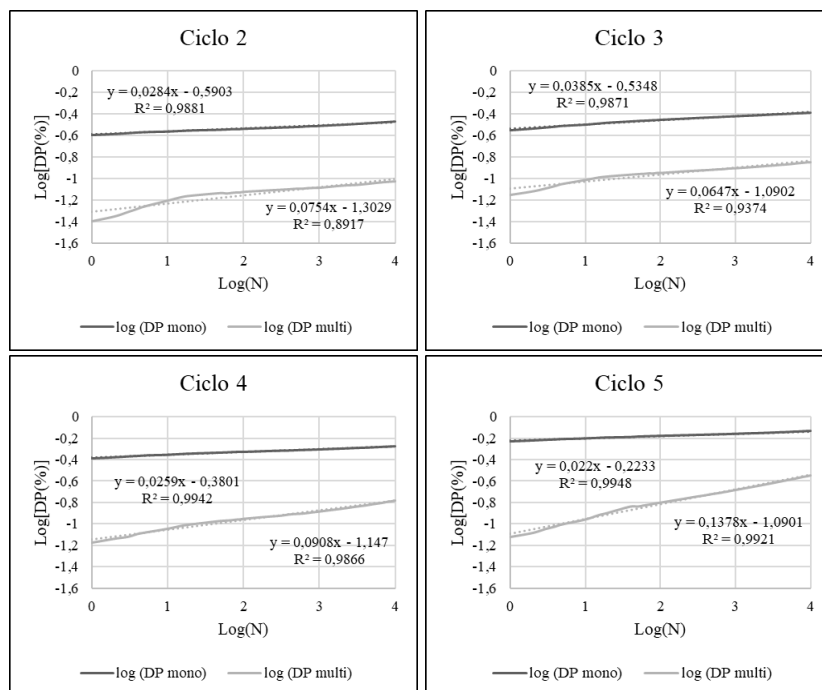 Ciclo 2
0
-0,2
-0,4
-0,6
-0,8
-1
-1,2
-1,4
-1,6
Log[DP(%)]
y = 0,0284x - 0,5903
R² = 0,9881
y = 0,0754x - 1,3029
R² = 0,8917
0 1 2 3 4
Log(N)
log (DP mono) log (DP multi)
Ciclo 3
0
-0,2
-0,4
-0,6
-0,8
-1
-1,2
-1,4
-1,6
Log[DP(%)]
y = 0,0385x - 0,5348
R² = 0,9871
y = 0,0647x - 1,0902
R² = 0,9374
0 1 2 3 4
Log(N)
log (DP mono) log (DP multi)
Ciclo 4
0
-0,2
-0,4
-0,6
-0,8
-1
-1,2
-1,4
-1,6
Log[DP(%)]
y = 0,0259x - 0,3801
R² = 0,9942
y = 0,0908x - 1,147
R² = 0,9866
0 1 2 3 4
Log(N)
log (DP mono) log (DP multi)
Ciclo 5
0
-0,2
-0,4
-0,6
-0,8
-1
-1,2
-1,4
-1,6
Log[DP(%)]
y = 0,022x - 0,2233
R² = 0,9948
y = 0,1378x - 1,0901
R² = 0,9921
0 1 2 3 4
Log(N)
log (DP mono) log (DP multi)